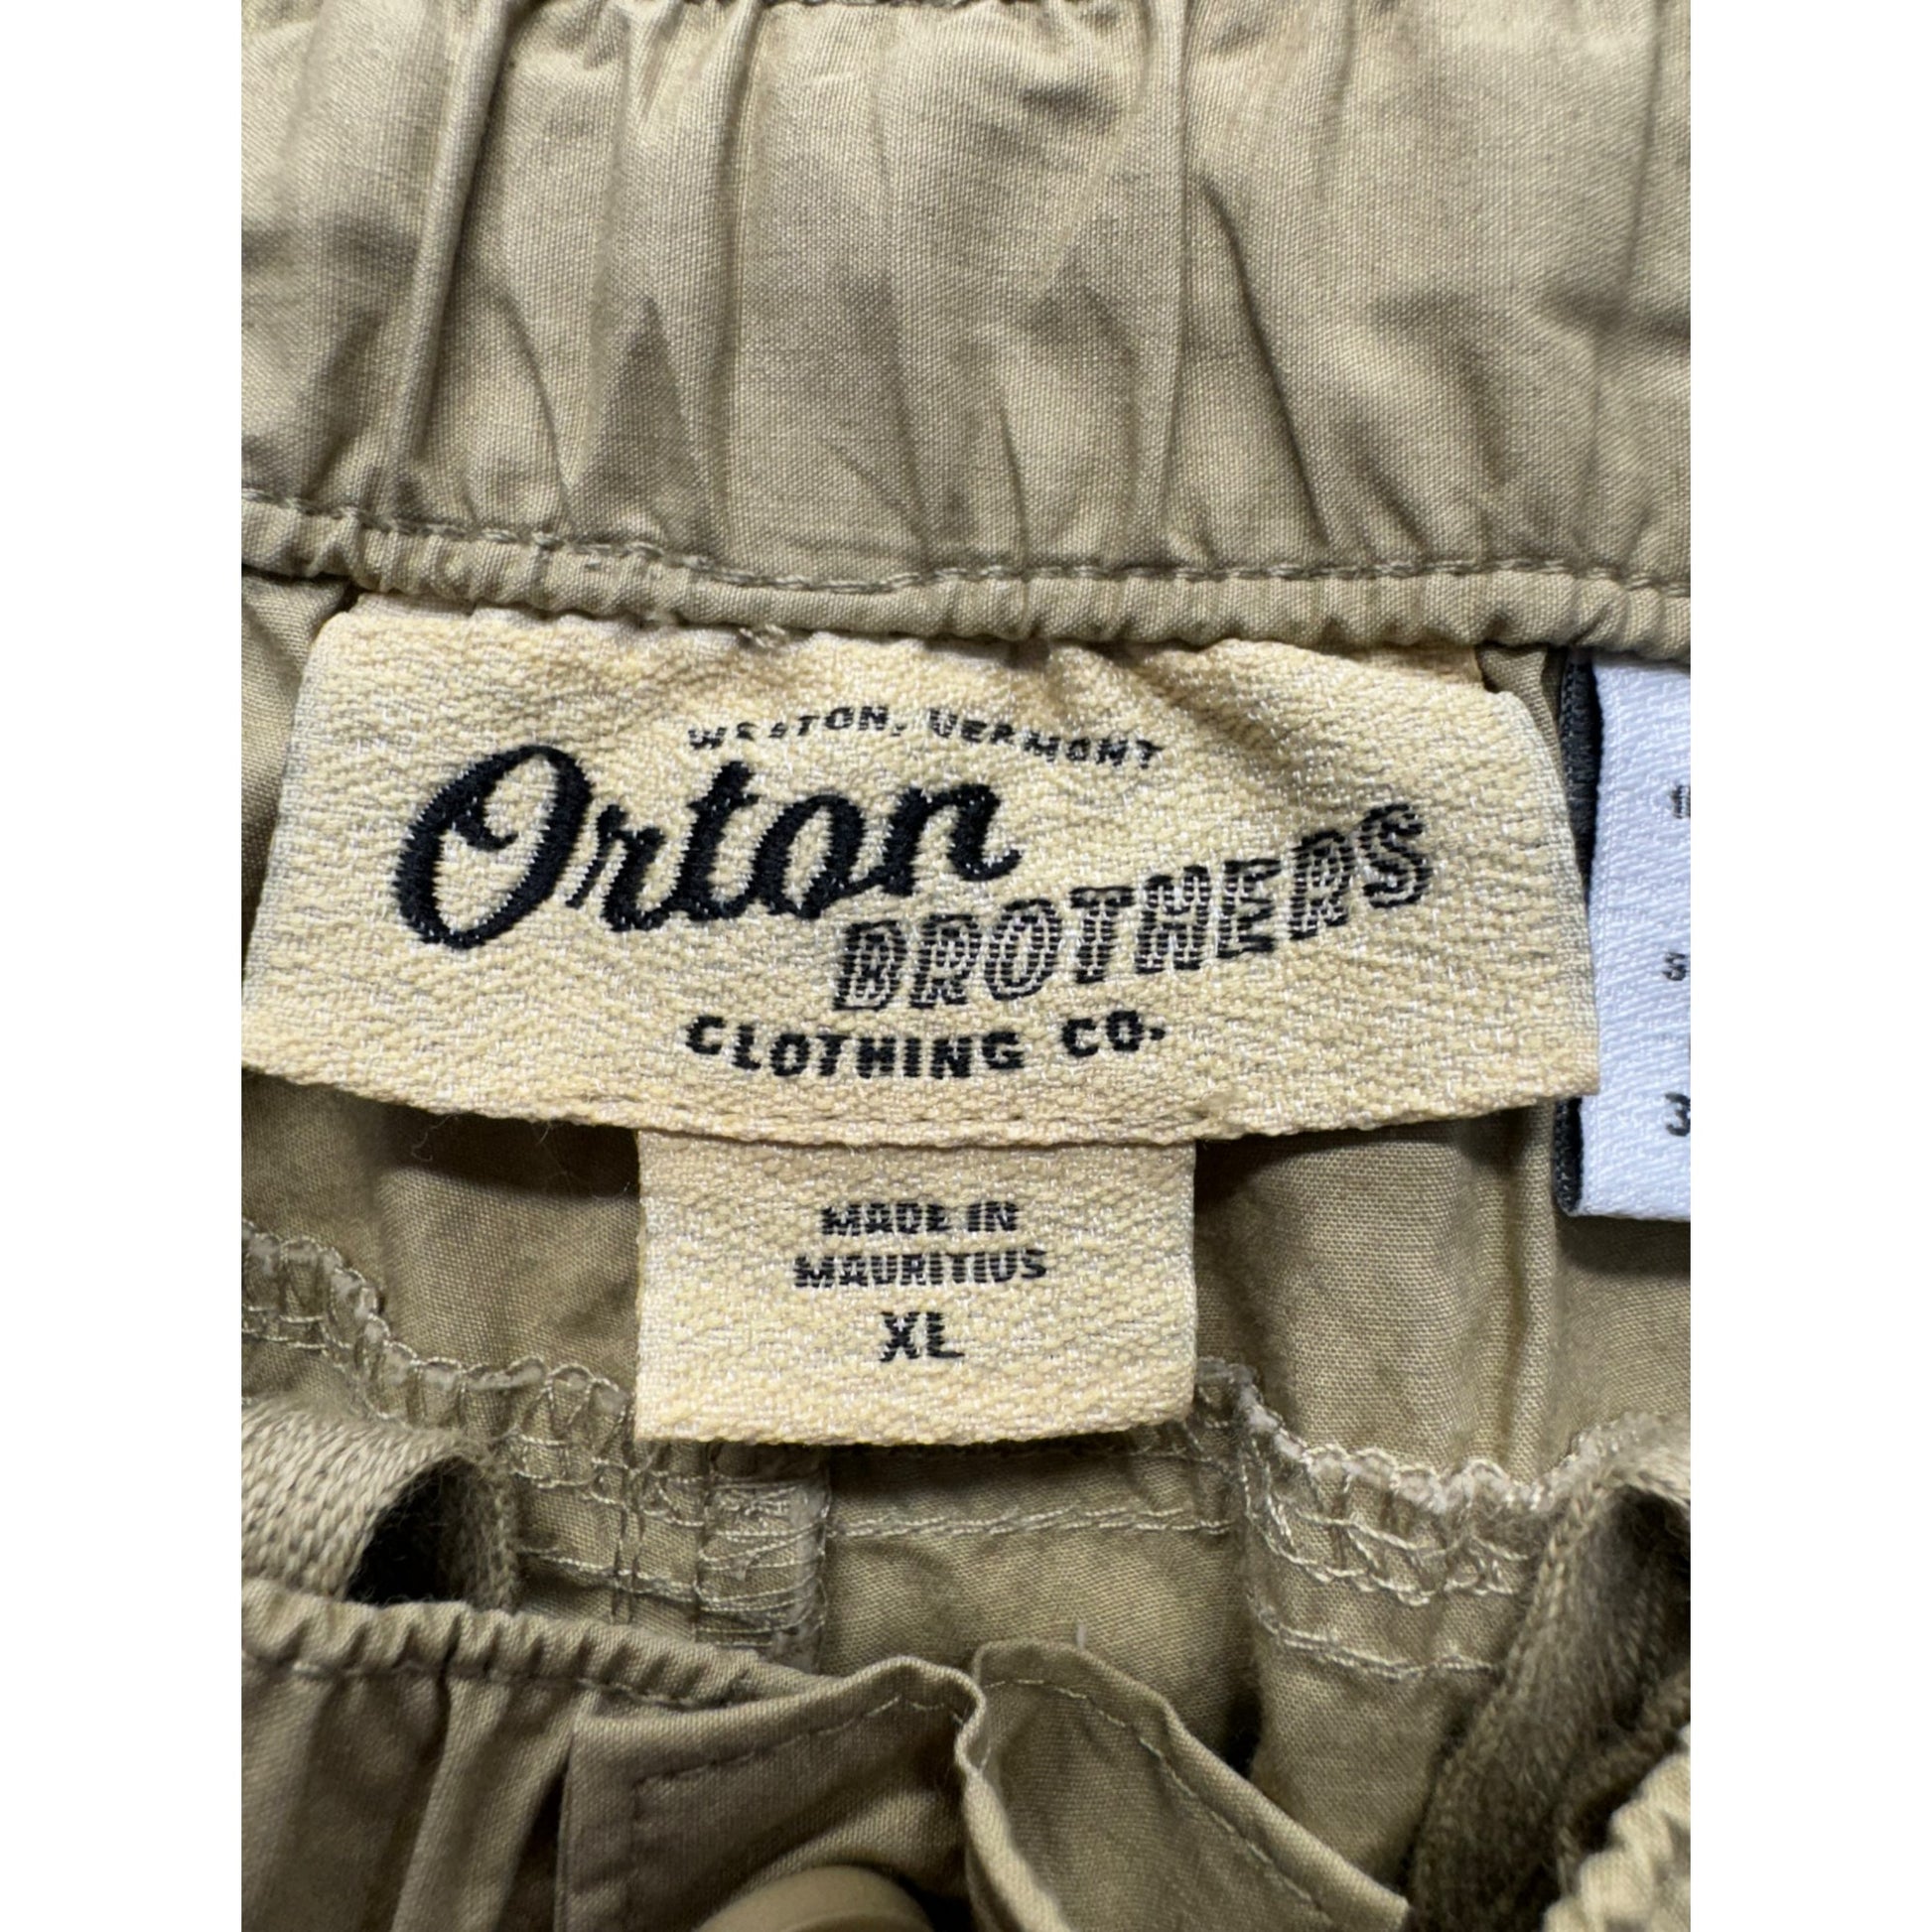 WESTON, VERMONT
Orton
BROTHERS
CLOTHING CO.
MADE IN
MAURITIUS
XL